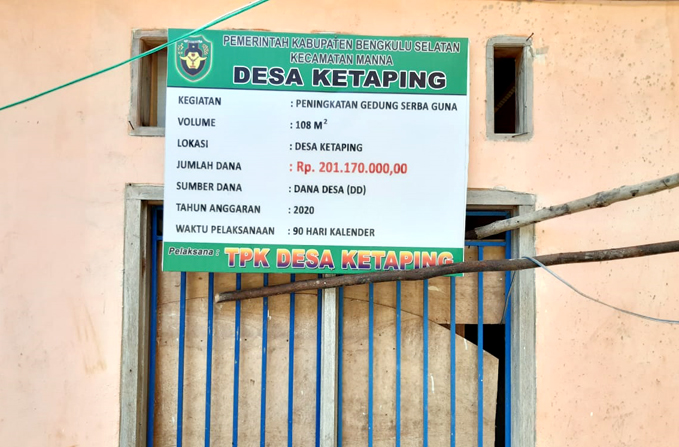 PEMERINTAH KABUPATEN BENGKULU SELATAN
KECAMATAN MANNA
DESA KETAPING
KEGIATAN : PENINGKATAN GEDUNG SERBA GUNA
VOLUME : 108 M²
LOKASI : DESA KETAPING
JUMLAH DANA : Rp. 201.170.000,00
SUMBER DANA : DANA DESA (DD)
TAHUN ANGGARAN : 2020
WAKTU PELAKSANAAN : 90 HARI KALENDER
Pelaksana : TPK DESA KETAPING